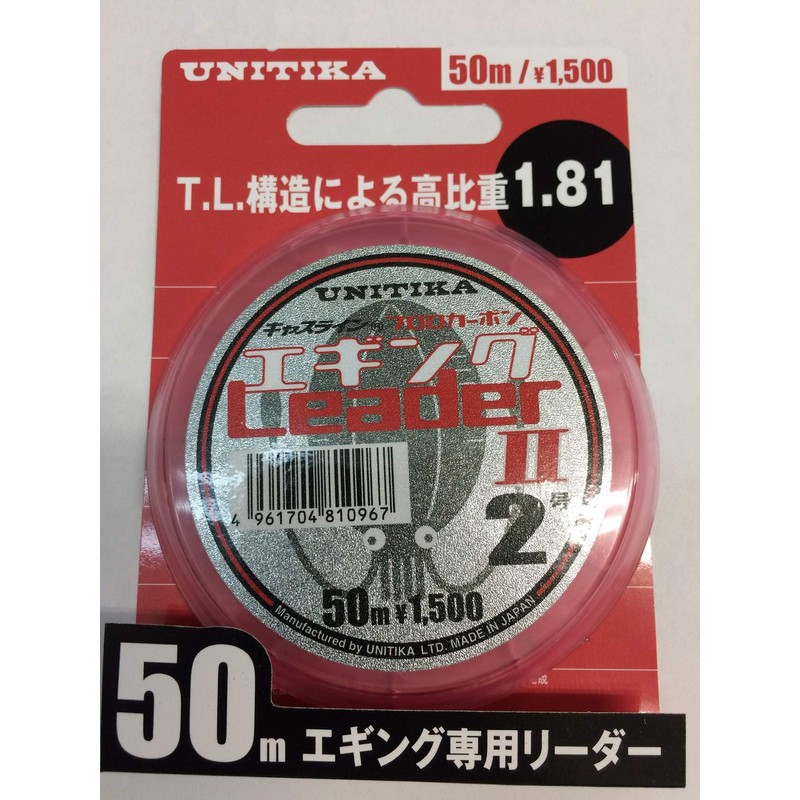 UNITIKA
50m/¥1,500
T.L.構造による高比重1.81
UNITIKA
キャスライン® フロロカーボン
エギング
Leader
II
2号
4 961704 810967
50m¥1,500
Manufactured by UNITIKA LTD. MADE IN JAPAN
50m エギング専用リーダー